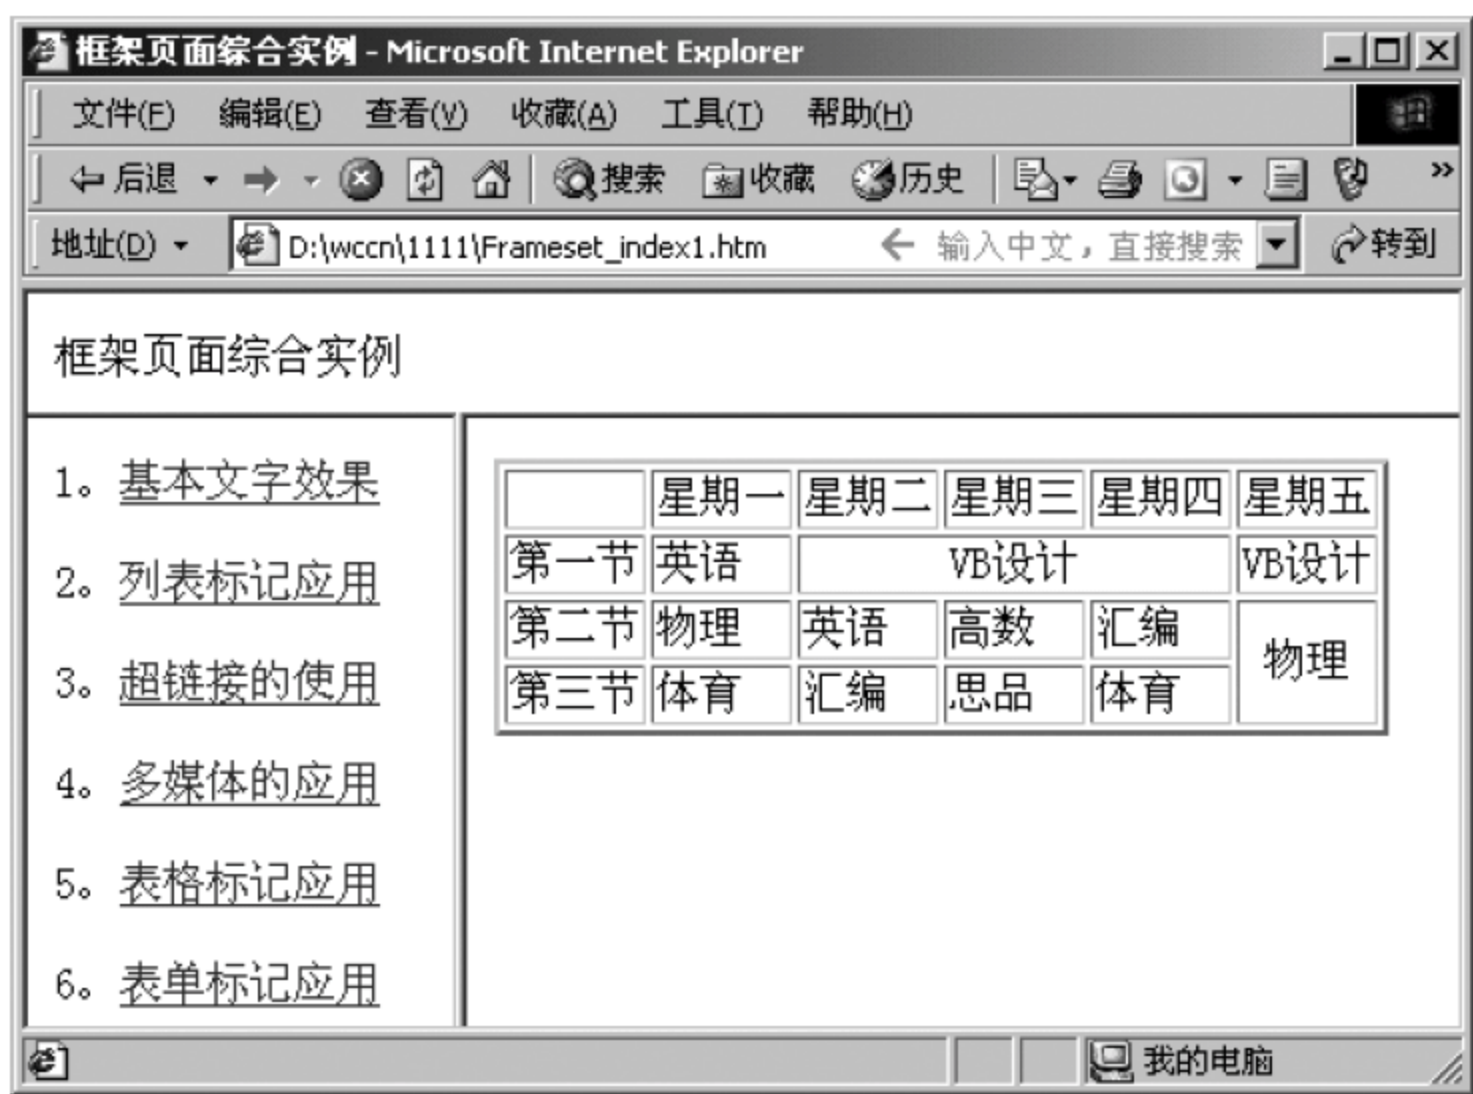 框架页面综合实例 - Microsoft Internet Explorer
文件(F) 编辑(E) 查看(V) 收藏(A) 工具(T) 帮助(H)
后退 搜索 收藏 历史 »
地址(D) D:\wccn\1111\Frameset_index1.htm ← 输入中文，直接搜索 转到
框架页面综合实例
1。基本文字效果
2。列表标记应用
3。超链接的使用
4。多媒体的应用
5。表格标记应用
6。表单标记应用
星期一 星期二 星期三 星期四 星期五
第一节 英语 VB设计 VB设计
第二节 物理 英语 高数 汇编 物理
第三节 体育 汇编 思品 体育
我的电脑